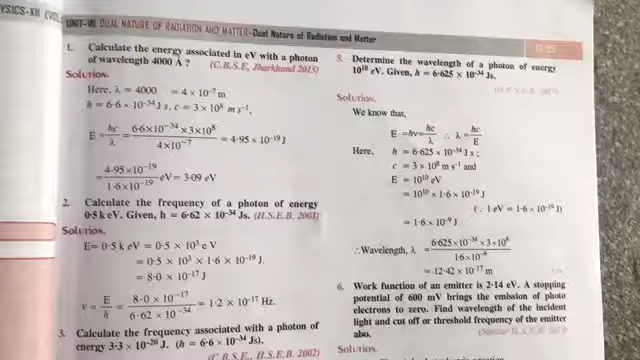 YSICS-XII (VOL
UNIT-VII DUAL NATURE OF RADIATION AND MATTER–Dual Nature of Radiation and Matter
1. Calculate the energy associated in eV with a photon
of wavelength 4000 Å ? (C.B.S.E, Jharkhand 2015)
Solution.
Here, λ = 4000 = 4 × 10⁻⁷ m
h = 6·6 × 10⁻³⁴ J s, c = 3 × 10⁸ m s⁻¹,
E = hc/λ = 6·6×10⁻³⁴ ×3×10⁸ / 4×10⁻⁷ = 4·95 × 10⁻¹⁹ J
= 4·95×10⁻¹⁹ / 1·6×10⁻¹⁹ eV = 3·09 eV
2. Calculate the frequency of a photon of energy
0·5 k eV. Given, h = 6·62 × 10⁻³⁴ Js. (H.S.E.B. 2003)
Solution.
E = 0·5 k eV = 0·5 × 10³ e V
= 0·5 × 10³ × 1·6 × 10⁻¹⁹ J.
= 8·0 × 10⁻¹⁷ J
ν = E/h = 8·0 × 10⁻¹⁷ / 6·62 × 10⁻³⁴ = 1·2 × 10¹⁷ Hz.
3. Calculate the frequency associated with a photon of
energy 3·3 × 10⁻²⁰ J. (h = 6·6 × 10⁻³⁴ Js).
(C.B.S.E., H.S.E.B. 2002)
5. Determine the wavelength of a photon of energy
10¹⁰ eV. Given, h = 6·625 × 10⁻³⁴ Js.
Solution.
We know that,
E = hν = hc/λ ∴ λ = hc/E
Here, h = 6·625 × 10⁻³⁴ J s ;
c = 3 × 10⁸ m s⁻¹ and
E = 10¹⁰ eV
= 10¹⁰ × 1·6 × 10⁻¹⁹ J
(∵ 1 eV = 1·6 × 10⁻¹⁹ J)
= 1·6 × 10⁻⁹ J
∴ Wavelength, λ = 6·625×10⁻³⁴ ×3×10⁸ / 1·6×10⁻⁹
= 12·42 × 10⁻¹⁷ m
6. Work function of an emitter is 2·14 eV. A stopping
potential of 600 mV brings the emission of photo
electrons to zero. Find wavelength of the incident
light and cut off or threshold frequency of the emitter
also.
Solution.